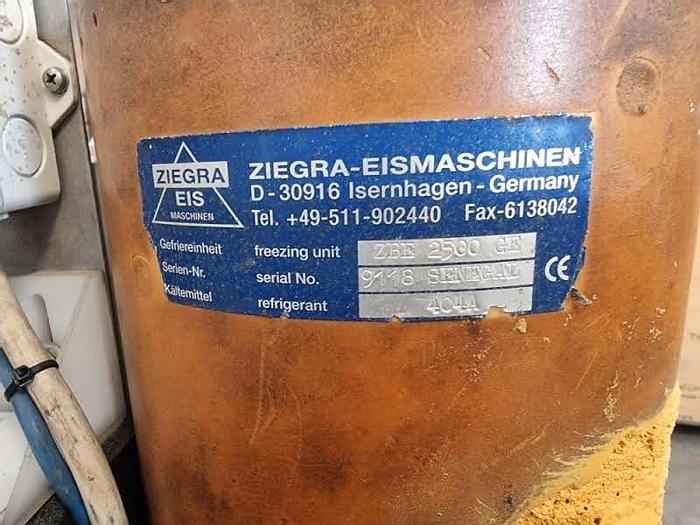 ZIEGRA
EIS
MASCHINEN
ZIEGRA-EISMASCHINEN
D-30916 Isernhagen-Germany
Tel. +49-511-902440 Fax-6138042
Gefriereinheit freezing unit ZBE 2500 GE
Serien-Nr. serial No. 9118 SENEGAL
Kältemittel refrigerant 404A
CE